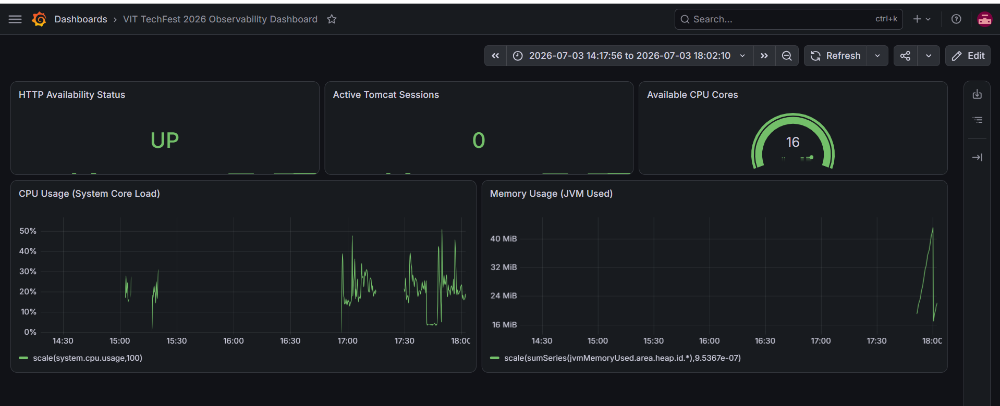 Dashboards › VIT TechFest 2026 Observability Dashboard
Search...
ctrl+k
2026-07-03 14:17:56 to 2026-07-03 18:02:10
Refresh
Edit
HTTP Availability Status
UP
Active Tomcat Sessions
0
Available CPU Cores
16
CPU Usage (System Core Load)
50%
40%
30%
20%
10%
0%
14:30 15:00 15:30 16:00 16:30 17:00 17:30 18:00
scale(system.cpu.usage,100)
Memory Usage (JVM Used)
40 MiB
32 MiB
24 MiB
16 MiB
14:30 15:00 15:30 16:00 16:30 17:00 17:30 18:00
scale(sumSeries(jvmMemoryUsed.area.heap.id.*),9.5367e-07)